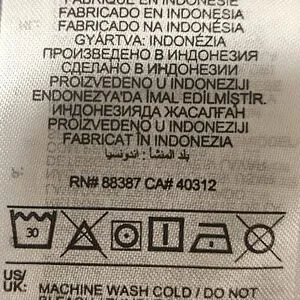 FABRIQUÉ EN INDONÉSIE
FABRICADO EN INDONESIA
FABRICADO NA INDONÉSIA
GYÁRTVA: INDONÉZIA
ПРОИЗВЕДЕНО В ИНДОНЕЗИЯ
СДЕЛАНО В ИНДОНЕЗИИ
PROIZVEDENO U INDONEZIJI
ENDONEZYA'DA İMAL EDİLMİŞTİR.
ИНДОНЕЗИЯДА ЖАСАЛҒАН
PROIZVEDENO U INDONEZIJI
FABRICAT ÎN INDONEZIA
بلد المنشأ : اندونسيا
RN# 88387 CA# 40312
30
US/
UK: MACHINE WASH COLD / DO NOT